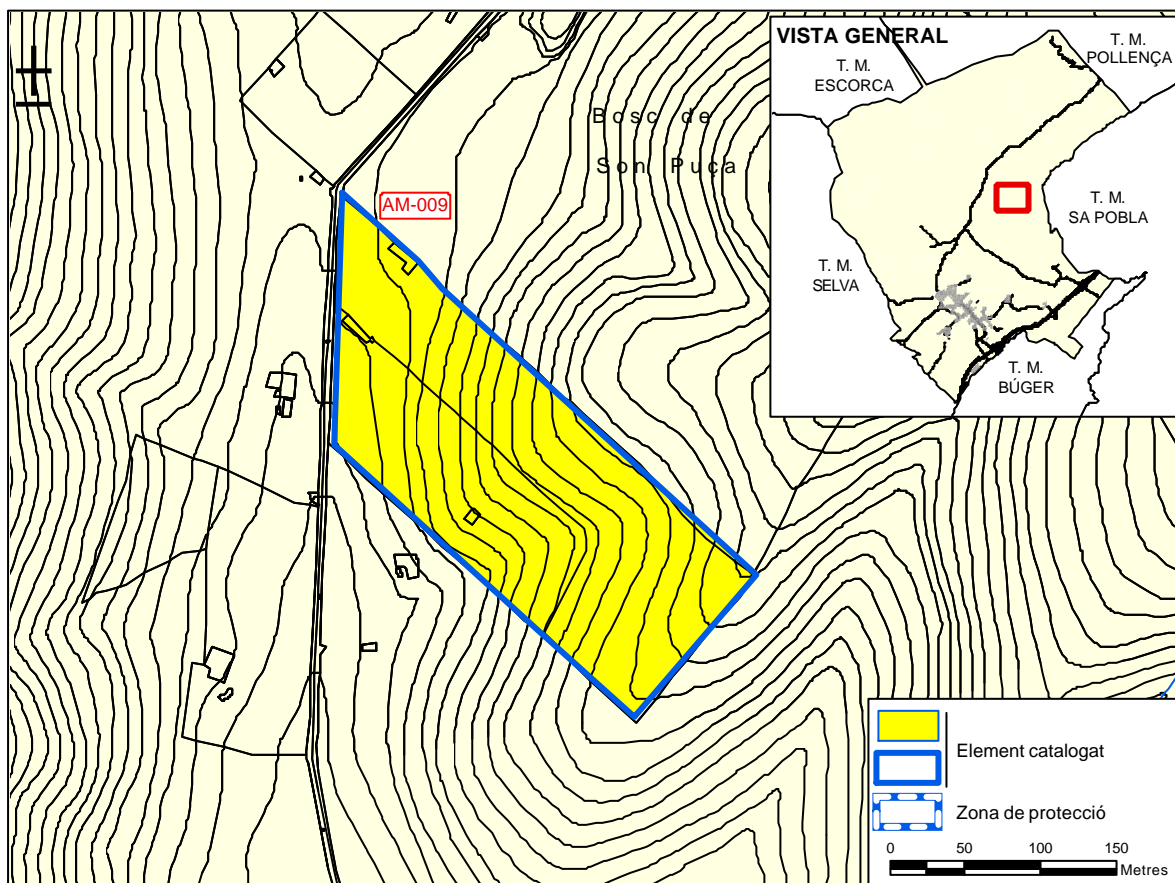 VISTA GENERAL
T. M.
POLLENÇA
T. M.
ESCORCA
T. M.
SA POBLA
T. M.
SELVA
T. M.
BÚGER
Bosc de
Son Puça
AM-009
Element catalogat
Zona de protecció
0 50 100 150
Metres